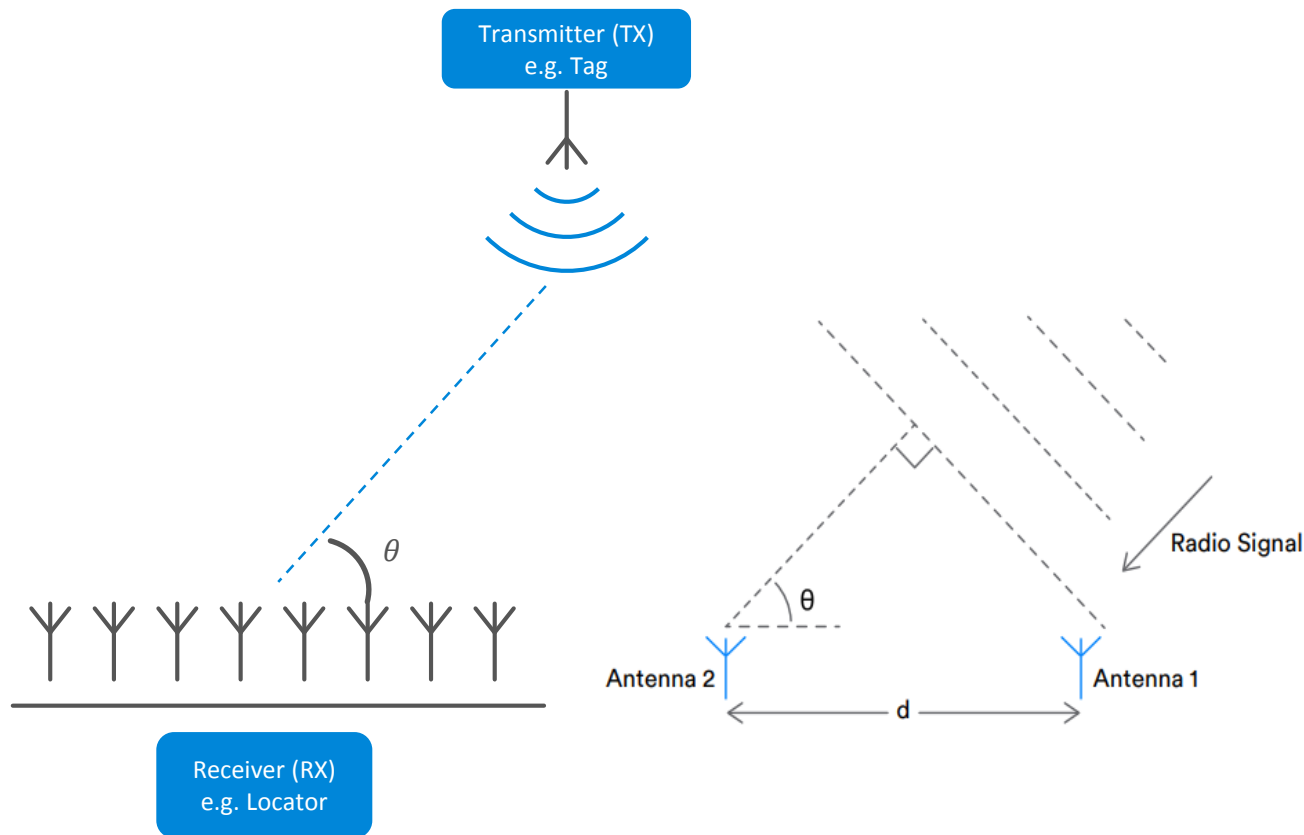 Transmitter (TX)
e.g. Tag
θ
Receiver (RX)
e.g. Locator
Radio Signal
θ
Antenna 2
Antenna 1
d